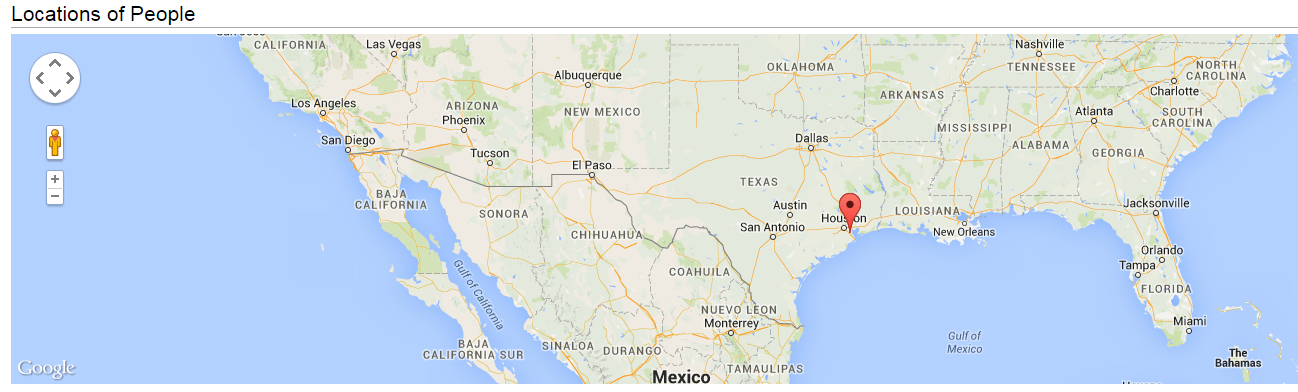 Locations of People
CALIFORNIA
Las Vegas
Nashville
TENNESSEE
OKLAHOMA
NORTH
CAROLINA
Albuquerque
Charlotte
ARKANSAS
Los Angeles
ARIZONA
NEW MEXICO
Atlanta
SOUTH
CAROLINA
Phoenix
MISSISSIPPI
San Diego
Dallas
ALABAMA
GEORGIA
Tucson
El Paso
TEXAS
BAJA
CALIFORNIA
Jacksonville
Austin
LOUISIANA
SONORA
Houston
San Antonio
New Orleans
CHIHUAHUA
Orlando
Tampa
COAHUILA
Gulf of California
FLORIDA
NUEVO LEON
Monterrey
Miami
Gulf of
Mexico
BAJA
CALIFORNIA SUR
SINALOA
DURANGO
The
Bahamas
Google
Mexico
TAMAULIPAS